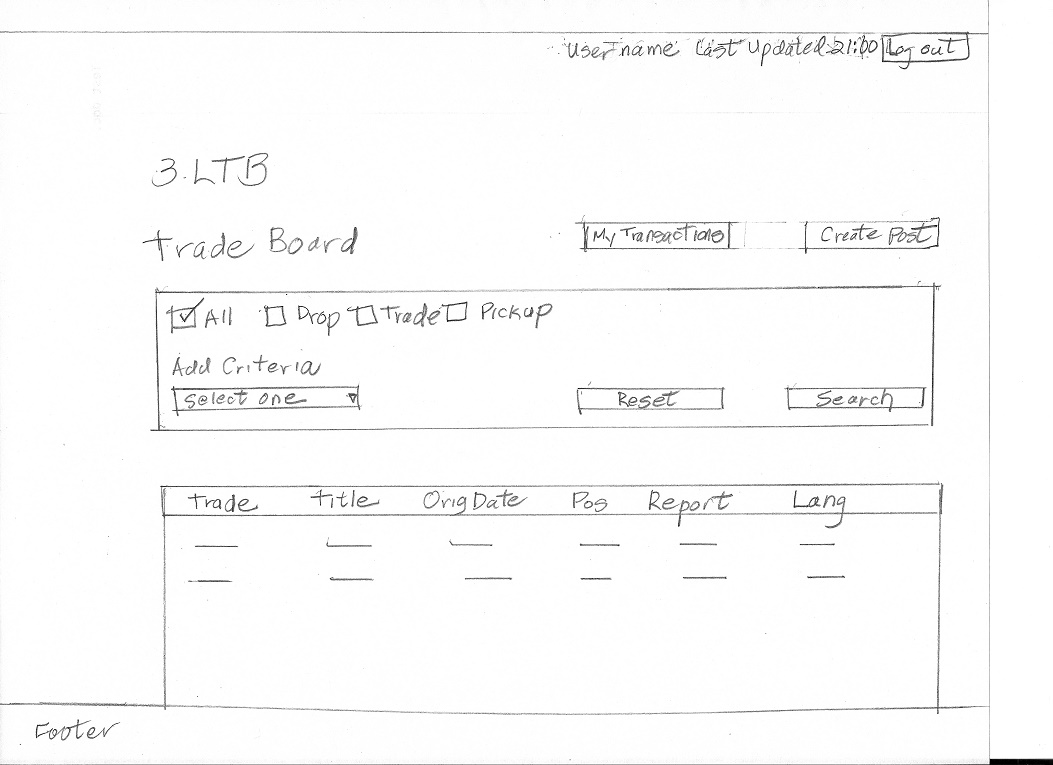 Username Last Updated 21:00 Log out
3.LTB
Trade Board
My Transactions Create Post
All Drop Trade Pickup
Add Criteria
Select one Reset Search
Trade Title Orig Date Pos Report Lang
Footer